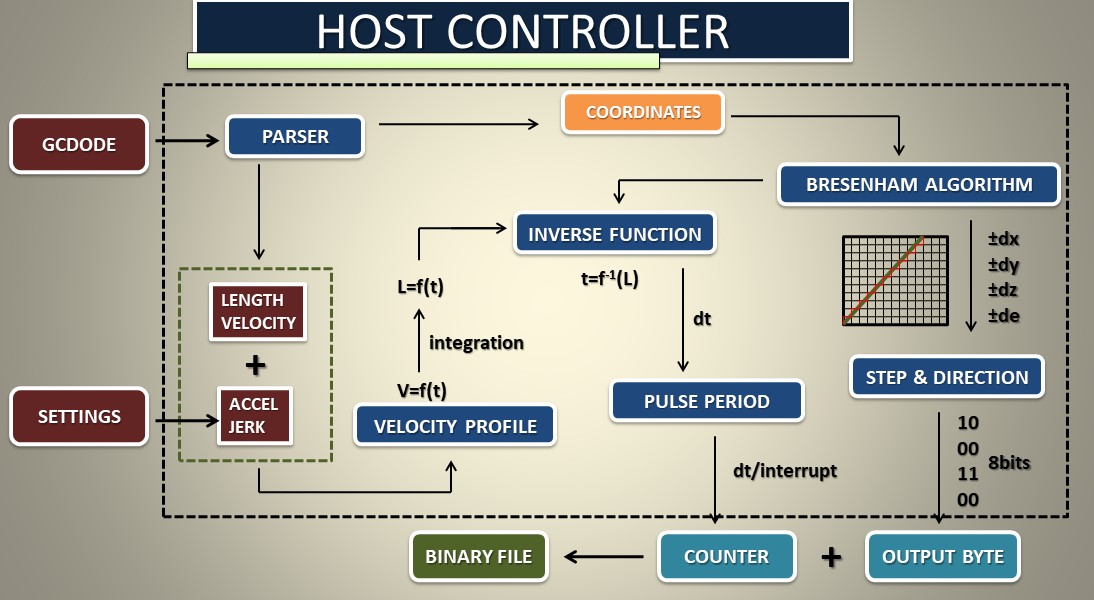 HOST CONTROLLER
GCDODE
PARSER
COORDINATES
BRESENHAM ALGORITHM
INVERSE FUNCTION
t=f⁻¹(L)
±dx
±dy
±dz
±de
LENGTH
VELOCITY
+
ACCEL
JERK
SETTINGS
L=f(t)
integration
V=f(t)
VELOCITY PROFILE
dt
PULSE PERIOD
STEP & DIRECTION
10
00
11
00
8bits
dt/interrupt
BINARY FILE
COUNTER
+
OUTPUT BYTE